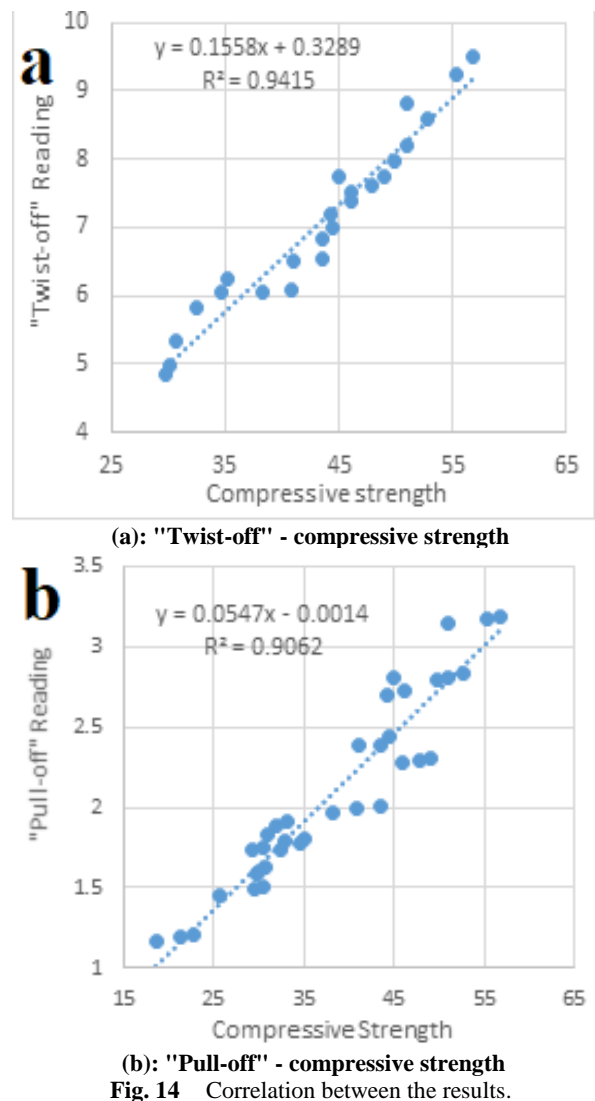 a
y = 0.1558x + 0.3289
R² = 0.9415
"Twist-off" Reading
10
9
8
7
6
5
4
25 35 45 55 65
Compressive strength
(a): "Twist-off" - compressive strength
b
y = 0.0547x - 0.0014
R² = 0.9062
"Pull-off" Reading
3.5
3
2.5
2
1.5
1
15 25 35 45 55 65
Compressive Strength
(b): "Pull-off" - compressive strength
Fig. 14 Correlation between the results.